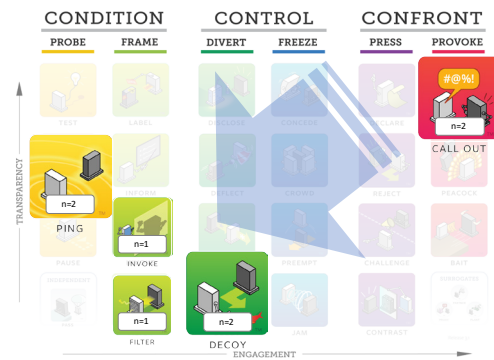 CONDITION CONTROL CONFRONT
PROBE FRAME DIVERT FREEZE PRESS PROVOKE
#@%!
n=2
TEST LABEL DISCLOSE CONCEDE DECLARE CALL OUT
n=2
INFORM DEFLECT CROWD REJECT PEACOCK
PING
n=1
PAUSE INVOKE PREEMPT CHALLENGE BAIT
n=1 n=2
FILTER DECOY JAM CONTRAST
TRANSPARENCY
ENGAGEMENT